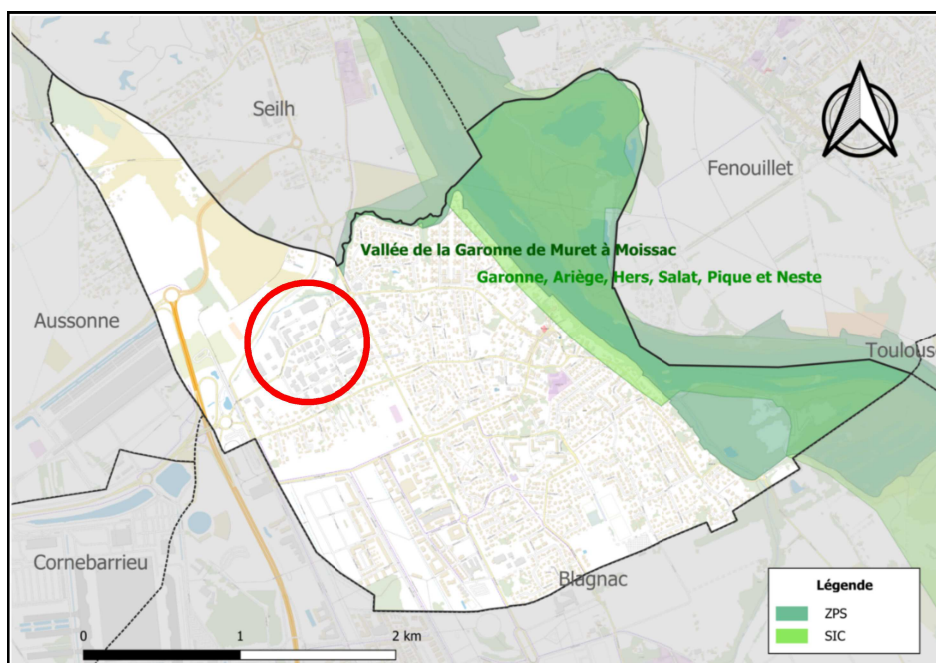 Seilh
Fenouillet
Vallée de la Garonne de Muret à Moissac
Garonne, Ariège, Hers, Salat, Pique et Neste
Aussonne
Toulouse
Cornebarrieu
Blagnac
Légende
ZPS
SIC
0 1 2 km